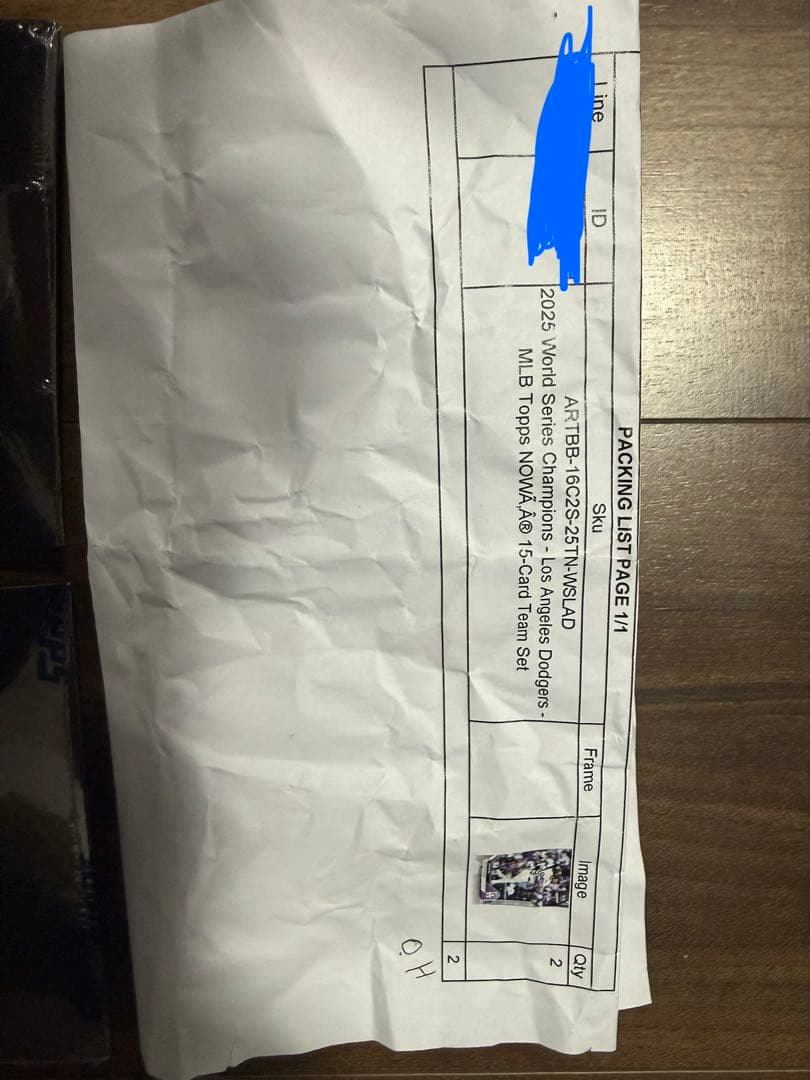 PACKING LIST PAGE 1/1
Line ID Sku Frame Image Qty
ARTBB-16C2S-25TN-WSLAD
2025 World Series Champions - Los Angeles Dodgers -
MLB Topps NOWÃ‚Â® 15-Card Team Set
2
2
O.H